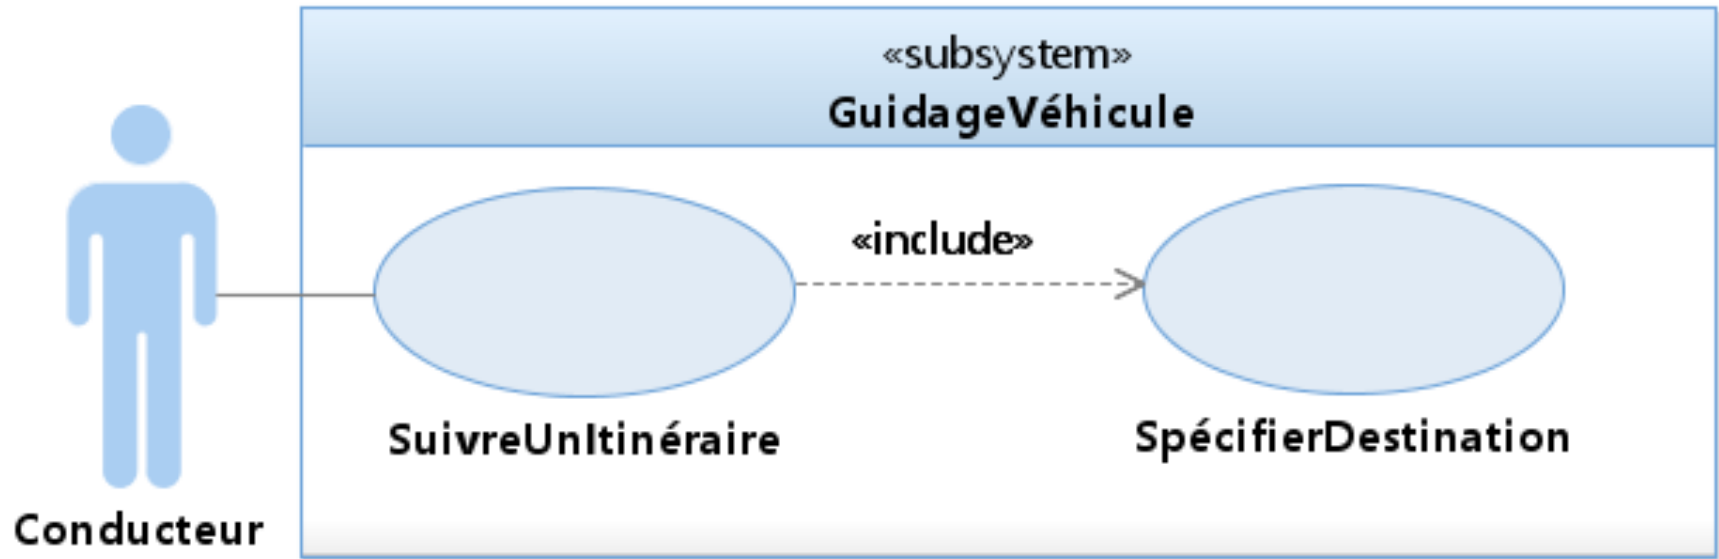 «subsystem»
GuidageVéhicule
«include»
SuivreUnItinéraire
SpécifierDestination
Conducteur